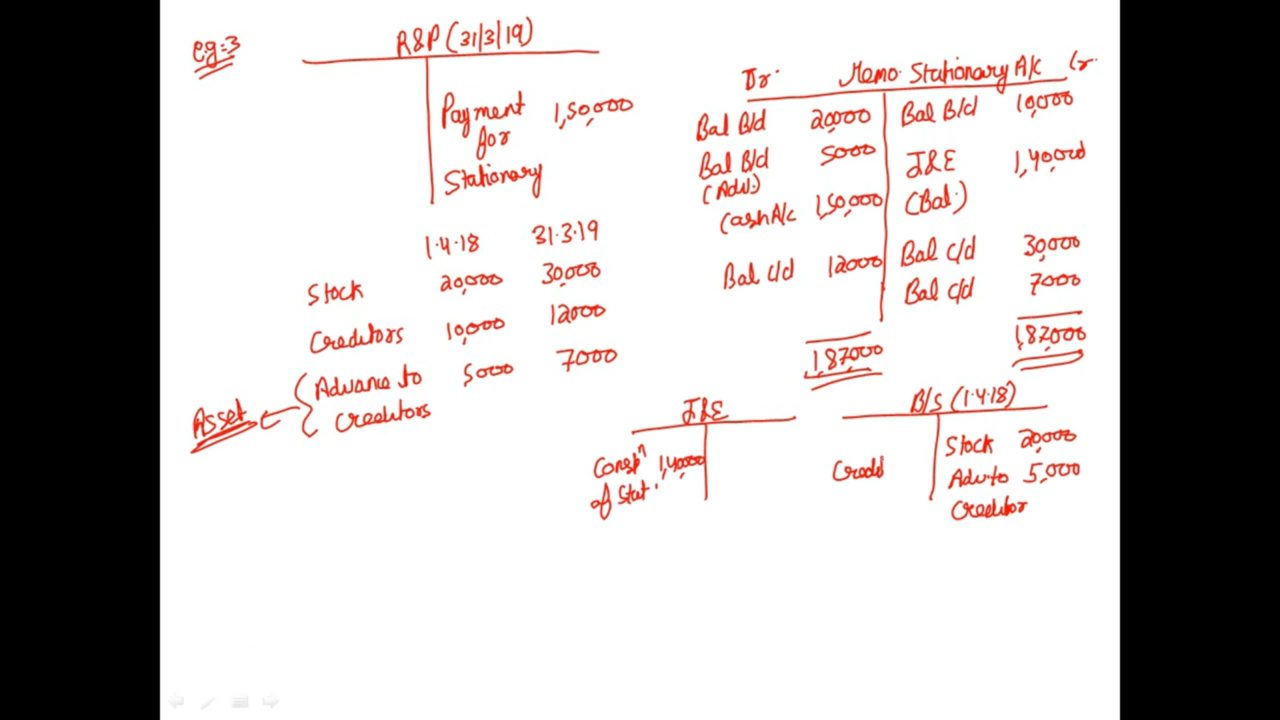 e.g:3
R&P (31/3/19)
Payment 1,50,000
for
Stationary
1.4.18 31.3.19
Stock 20,000 30,000
Creditors 10,000 12000
Advance to 5000 7000
Creditors
Asset
Dr. Memo. Stationary A/c Cr.
Bal B/d 20,000 Bal B/d 10,000
Bal B/d 5000 I&E 1,40,000
(Adv.) (Bal.)
Cash A/c 1,50,000
Bal C/d 12000 Bal C/d 30,000
Bal C/d 7000
1,87,000 1,87,000
I&E
Conspⁿ 1,40,000
of Stat.
B/S (1.4.18)
Credi Stock 20,000
Adv to 5,000
Creditor